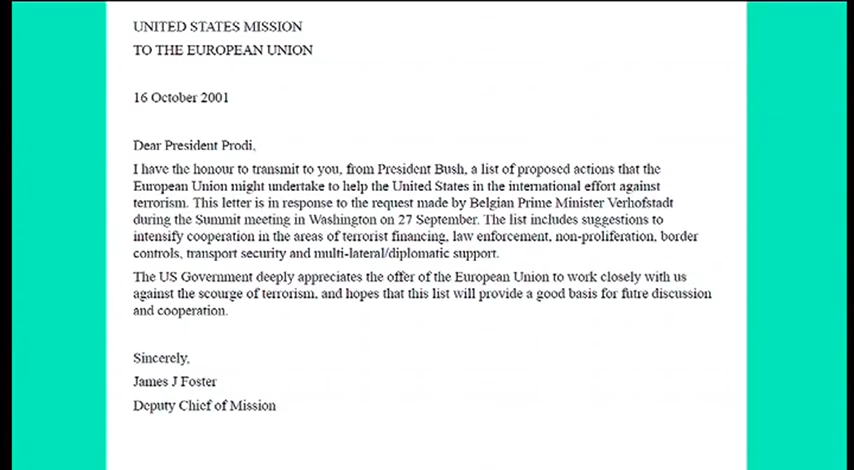 UNITED STATES MISSION
TO THE EUROPEAN UNION
16 October 2001
Dear President Prodi,
I have the honour to transmit to you, from President Bush, a list of proposed actions that the
European Union might undertake to help the United States in the international effort against
terrorism. This letter is in response to the request made by Belgian Prime Minister Verhofstadt
during the Summit meeting in Washington on 27 September. The list includes suggestions to
intensify cooperation in the areas of terrorist financing, law enforcement, non-proliferation, border
controls, transport security and multi-lateral/diplomatic support.
The US Government deeply appreciates the offer of the European Union to work closely with us
against the scourge of terrorism, and hopes that this list will provide a good basis for futre discussion
and cooperation.
Sincerely,
James J Foster
Deputy Chief of Mission